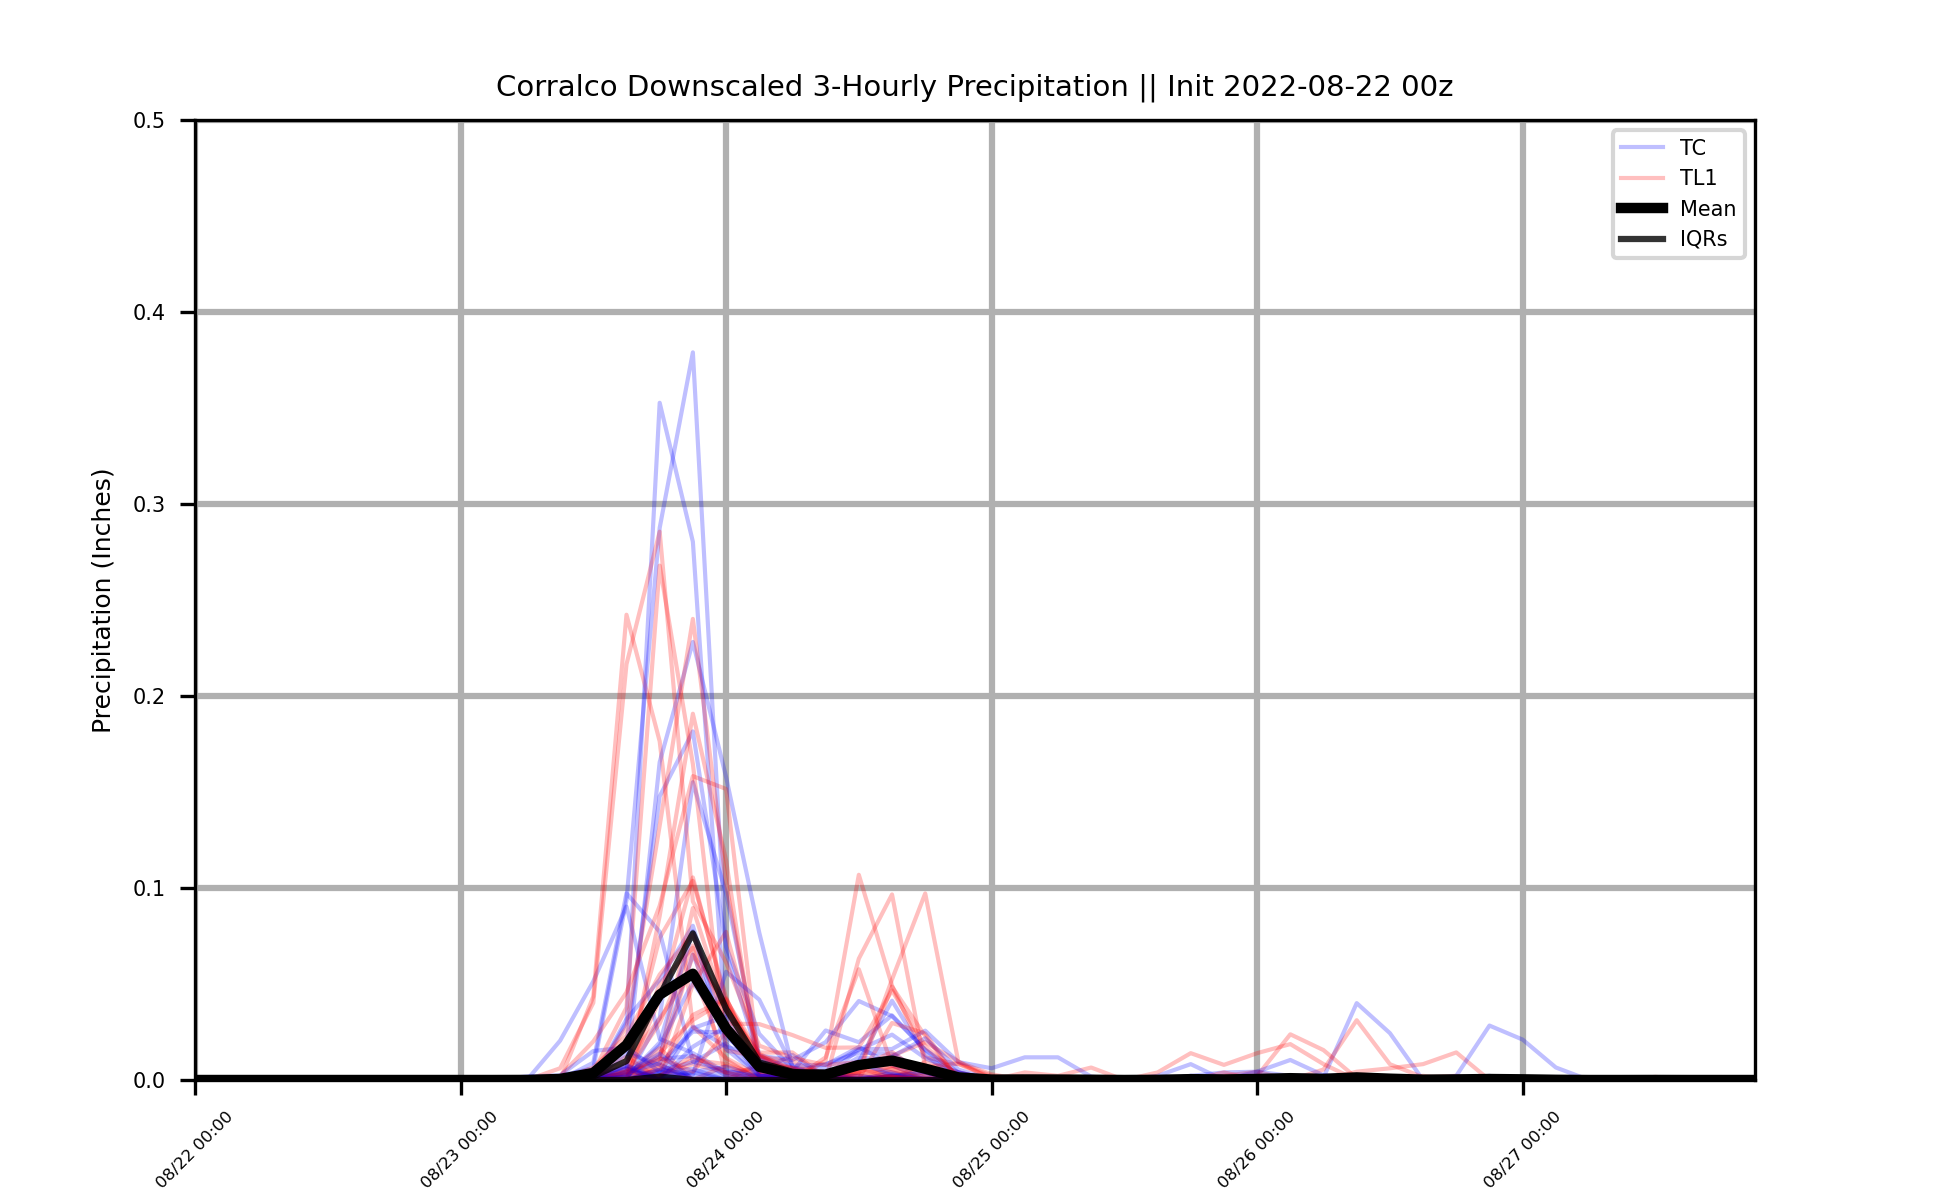 Corralco Downscaled 3-Hourly Precipitation || Init 2022-08-22 00z
0.5
0.4
0.3
0.2
0.1
0.0
Precipitation (Inches)
TC
TL1
Mean
IQRs
08/22 00:00
08/23 00:00
08/24 00:00
08/25 00:00
08/26 00:00
08/27 00:00